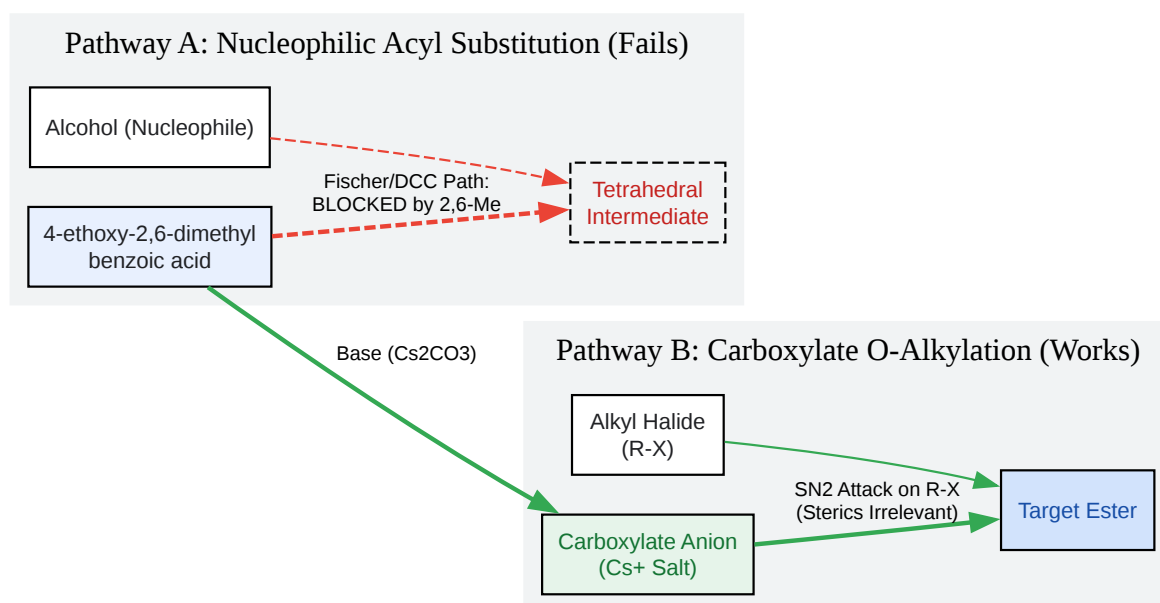 Pathway A: Nucleophilic Acyl Substitution (Fails)
Alcohol (Nucleophile)
Fischer/DCC Path:
BLOCKED by 2,6-Me
Tetrahedral
Intermediate
4-ethoxy-2,6-dimethyl
benzoic acid
Base (Cs2CO3)
Pathway B: Carboxylate O-Alkylation (Works)
Alkyl Halide
(R-X)
SN2 Attack on R-X
(Sterics Irrelevant)
Target Ester
Carboxylate Anion
(Cs+ Salt)